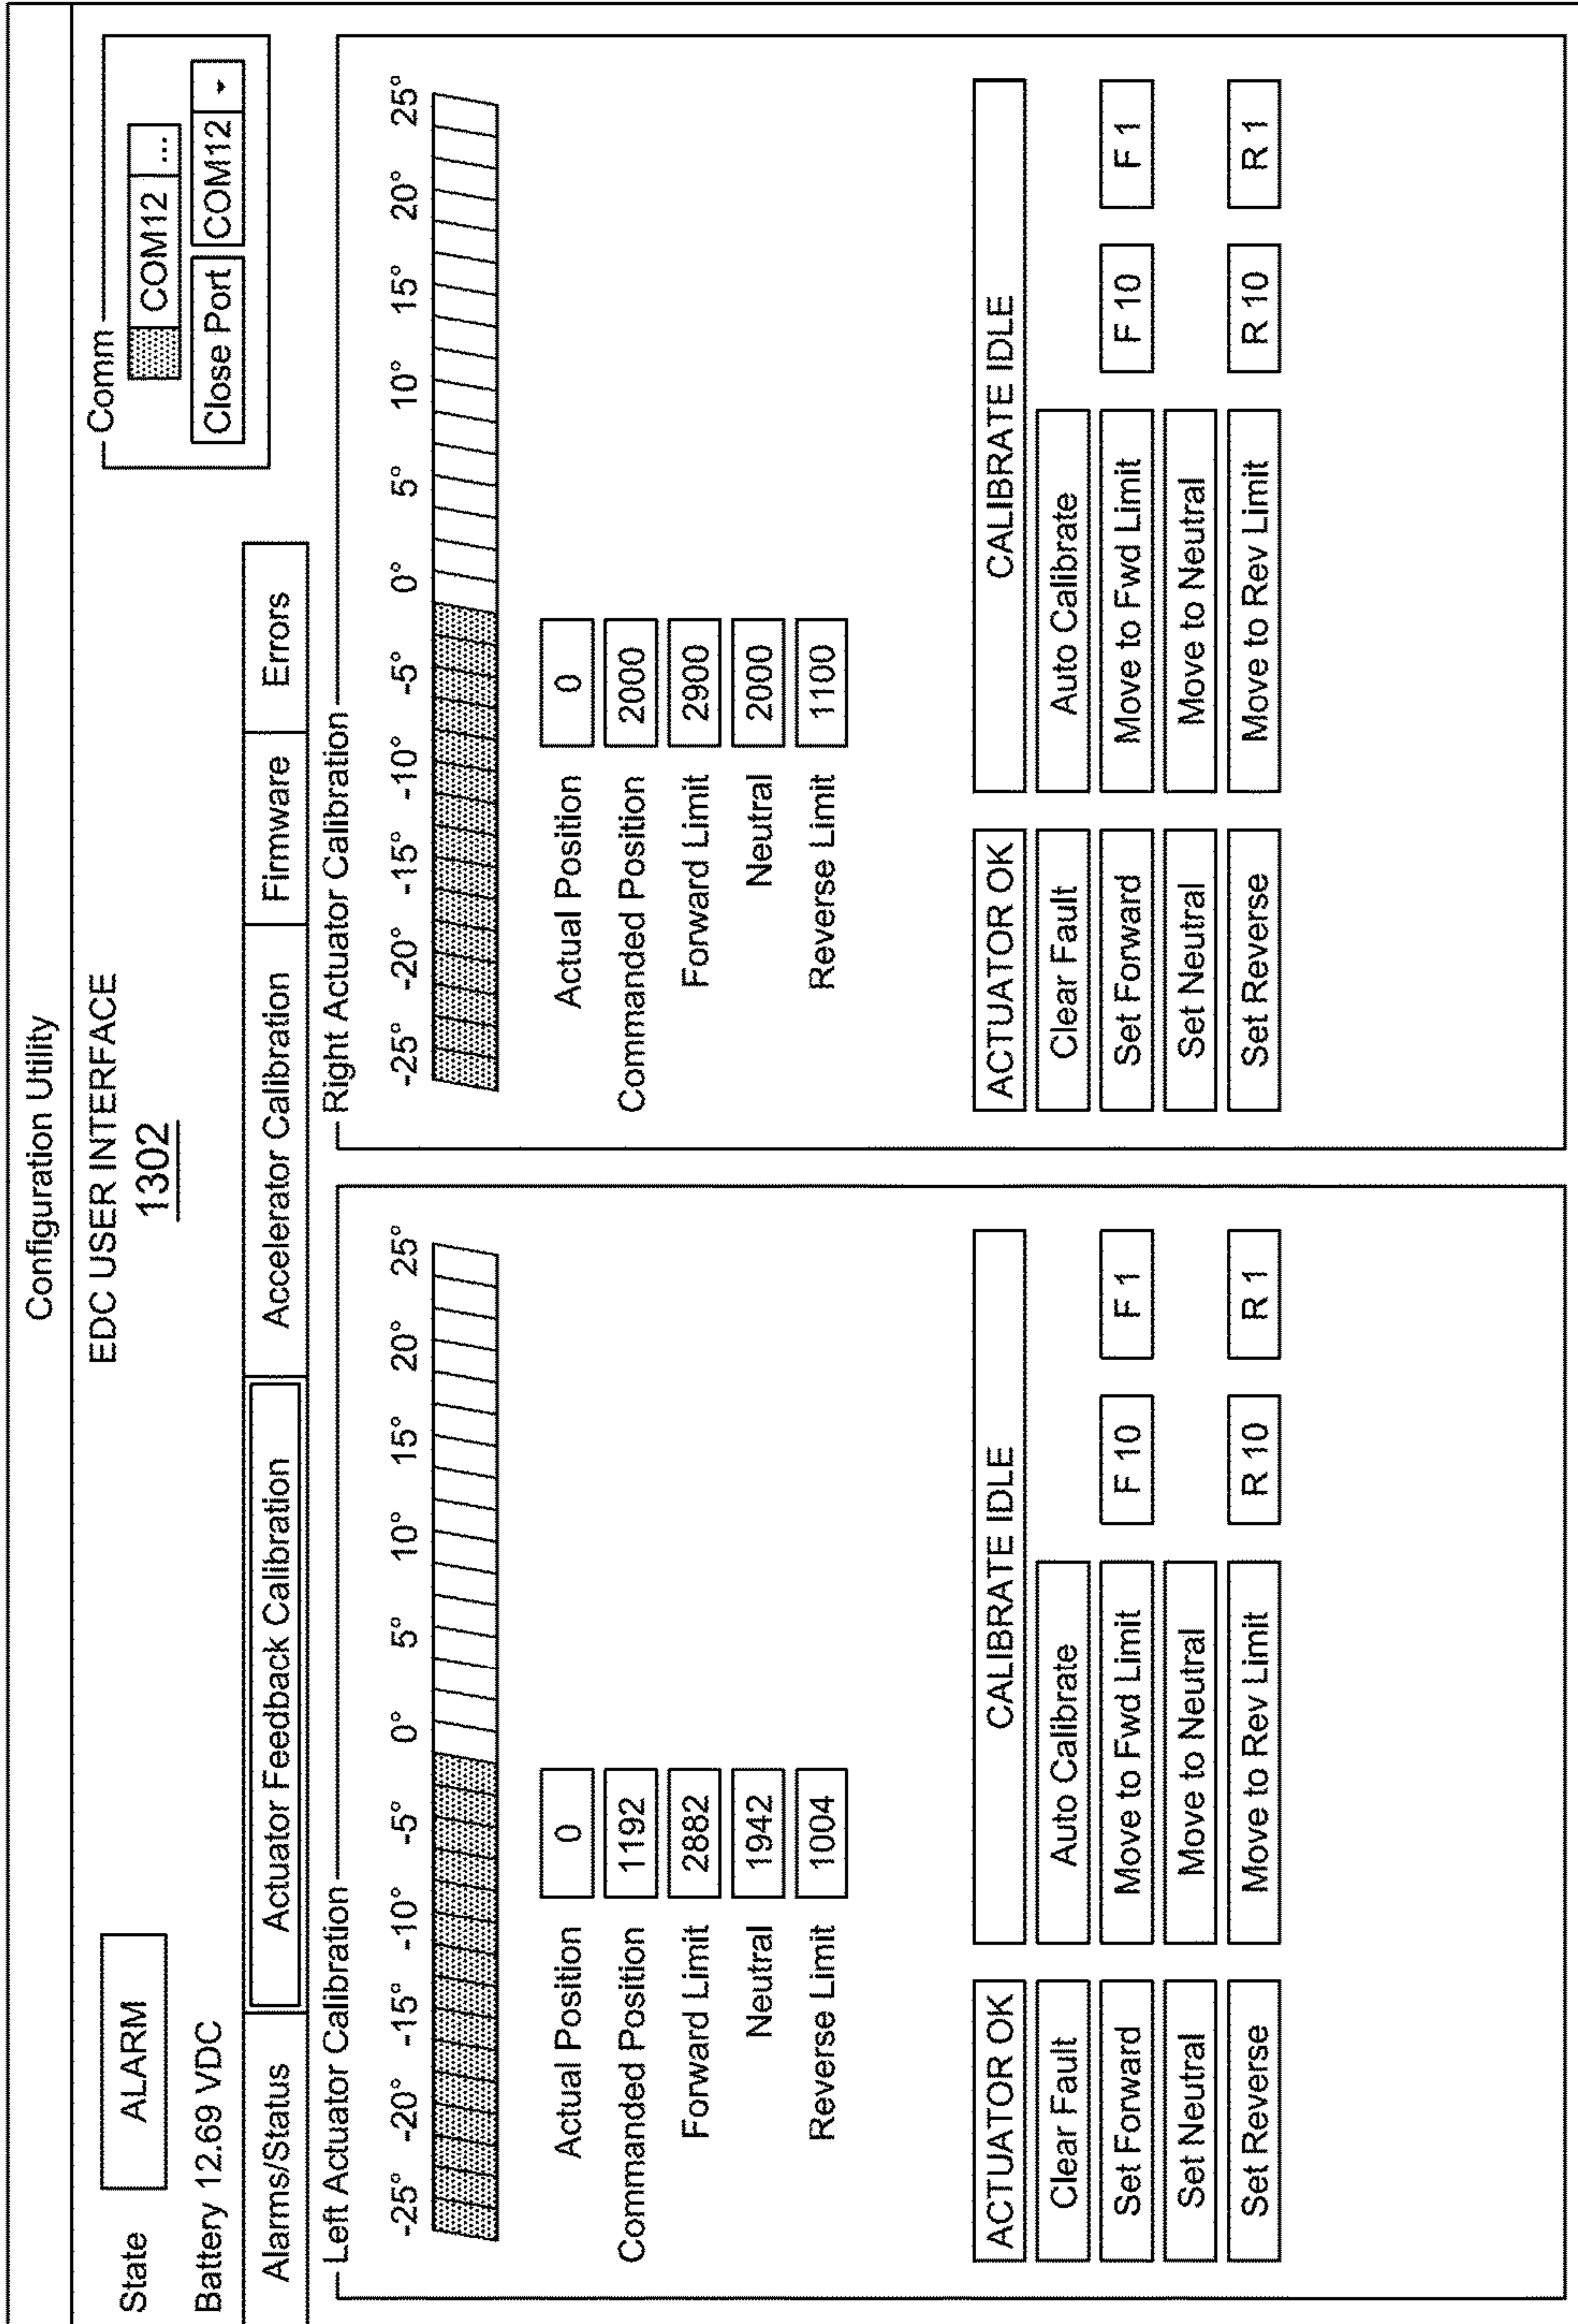 Configuration Utility
EDC USER INTERFACE
1302
State ALARM
Battery 12.69 VDC
Comm
COM12 ...
Close Port COM12
Alarms/Status Actuator Feedback Calibration Accelerator Calibration Firmware Errors
Left Actuator Calibration
-25° -20° -15° -10° -5° 0° 5° 10° 15° 20° 25°
Actual Position 0
Commanded Position 1192
Forward Limit 2882
Neutral 1942
Reverse Limit 1004
ACTUATOR OK CALIBRATE IDLE
Clear Fault Auto Calibrate
Set Forward Move to Fwd Limit F 10 F 1
Set Neutral Move to Neutral
Set Reverse Move to Rev Limit R 10 R 1
Right Actuator Calibration
-25° -20° -15° -10° -5° 0° 5° 10° 15° 20° 25°
Actual Position 0
Commanded Position 2000
Forward Limit 2900
Neutral 2000
Reverse Limit 1100
ACTUATOR OK CALIBRATE IDLE
Clear Fault Auto Calibrate
Set Forward Move to Fwd Limit F 10 F 1
Set Neutral Move to Neutral
Set Reverse Move to Rev Limit R 10 R 1